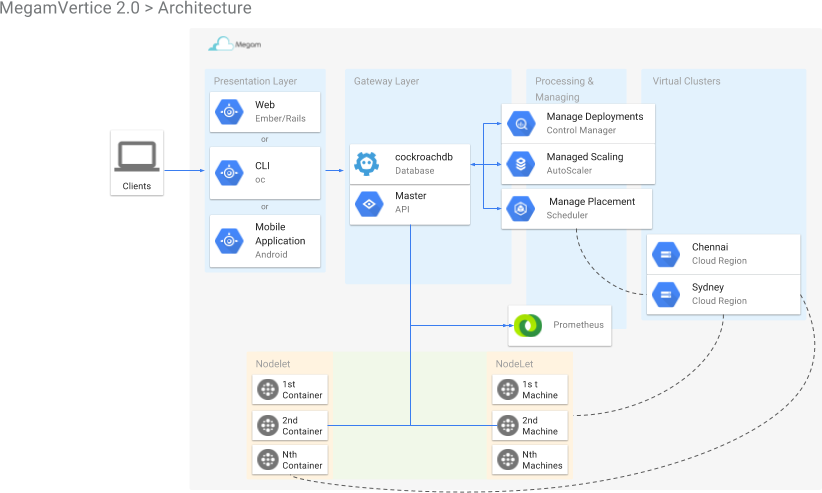 MegamVertice 2.0 > Architecture
Megam
Presentation Layer
Gateway Layer
Processing &
Managing
Virtual Clusters
Clients
Web
Ember/Rails
or
CLI
oc
or
Mobile
Application
Android
cockroachdb
Database
Master
API
Manage Deployments
Control Manager
Managed Scaling
AutoScaler
Manage Placement
Scheduler
Chennai
Cloud Region
Sydney
Cloud Region
Prometheus
Nodelet
1st
Container
2nd
Container
Nth
Container
NodeLet
1s t
Machine
2nd
Machine
Nth
Machines